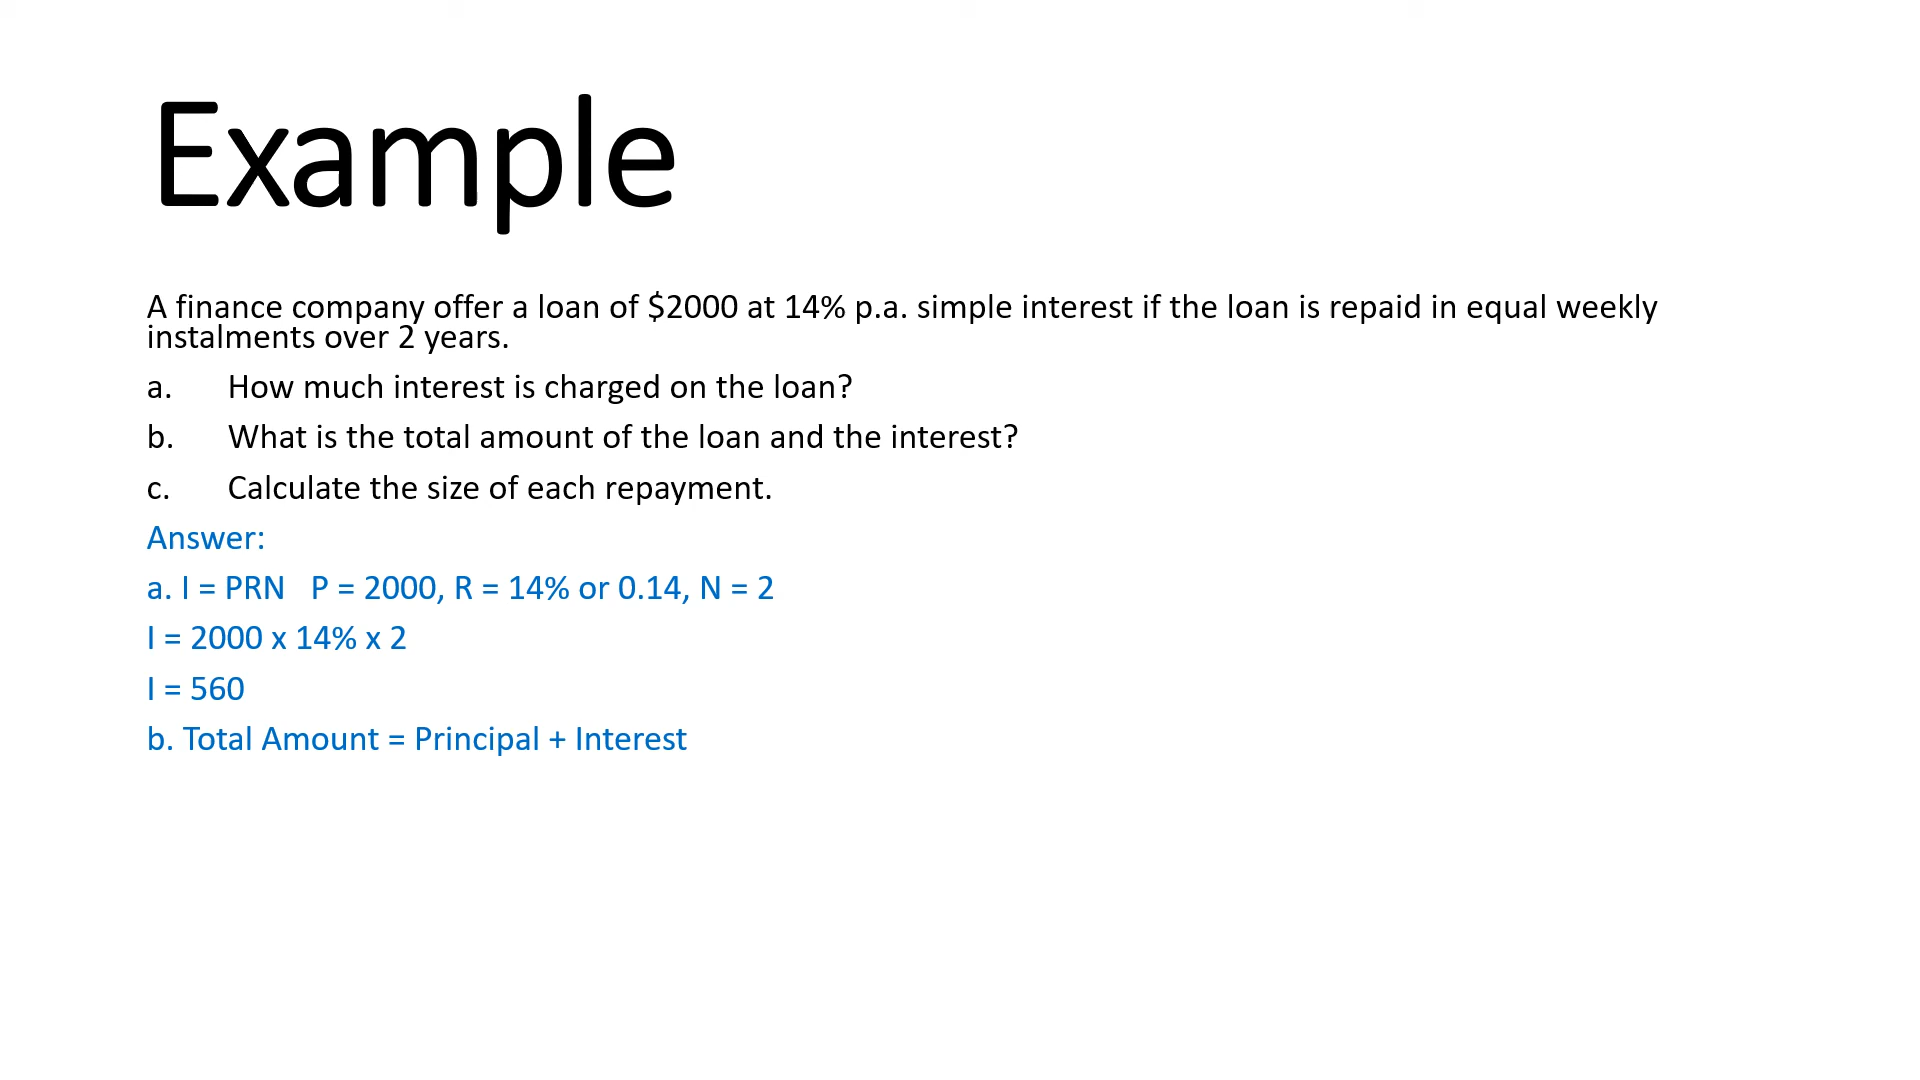 Example
A finance company offer a loan of $2000 at 14% p.a. simple interest if the loan is repaid in equal weekly
instalments over 2 years.
a. How much interest is charged on the loan?
b. What is the total amount of the loan and the interest?
c. Calculate the size of each repayment.
Answer:
a. I = PRN P = 2000, R = 14% or 0.14, N = 2
I = 2000 x 14% x 2
I = 560
b. Total Amount = Principal + Interest